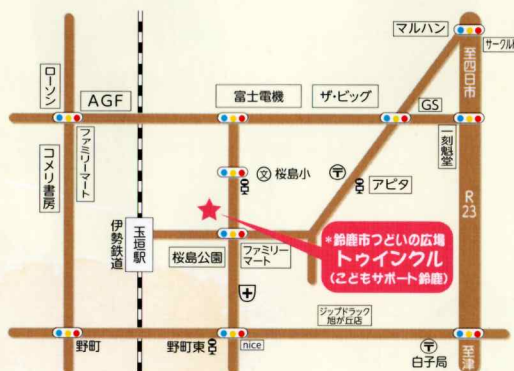 マルハン
サークルK
至四日市
ローソン
AGF
富士電機
ザ・ビッグ
GS
ファミリーマート
コメリ書房
一刻魁堂
文 桜島小
〒
アピタ
R23
*鈴鹿市つどいの広場
トゥインクル
(こどもサポート鈴鹿)
伊勢鉄道
玉垣駅
桜島公園
ファミリー
マート
ジップドラック
旭が丘店
野町
野町東
nice
〒
白子局
至津